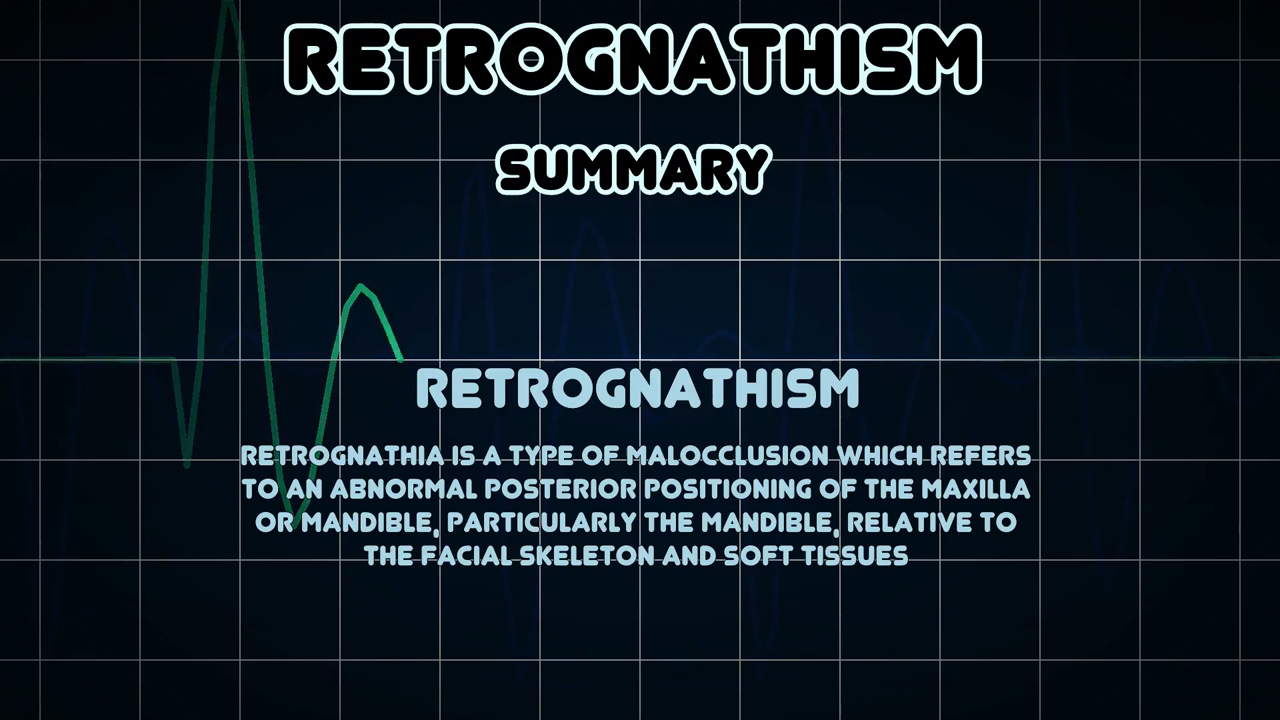 RETROGNATHISM
SUMMARY
RETROGNATHISM
RETROGNATHIA IS A TYPE OF MALOCCLUSION WHICH REFERS
TO AN ABNORMAL POSTERIOR POSITIONING OF THE MAXILLA
OR MANDIBLE, PARTICULARLY THE MANDIBLE, RELATIVE TO
THE FACIAL SKELETON AND SOFT TISSUES